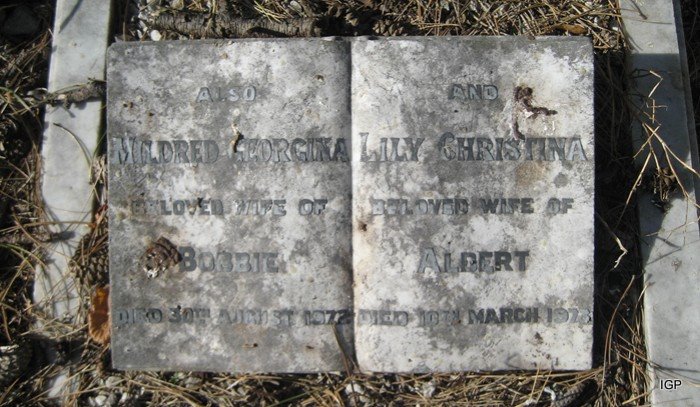 ALSO
MILDRED GEORGINA
BELOVED WIFE OF
BOBBIE
DIED 30TH AUGUST 1972
AND
LILY CHRISTINA
BELOVED WIFE OF
ALBERT
DIED 10TH MARCH 1973
IGP